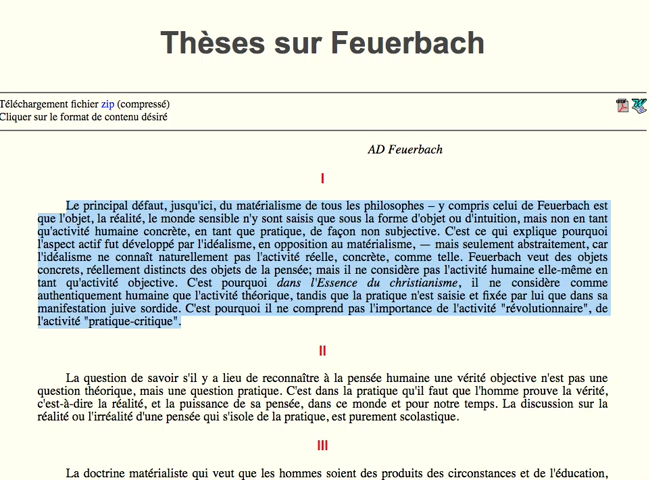 Thèses sur Feuerbach
Téléchargement fichier zip (compressé)
Cliquer sur le format de contenu désiré
AD Feuerbach
I
Le principal défaut, jusqu'ici, du matérialisme de tous les philosophes – y compris celui de Feuerbach est
que l'objet, la réalité, le monde sensible n'y sont saisis que sous la forme d'objet ou d'intuition, mais non en tant
qu'activité humaine concrète, en tant que pratique, de façon non subjective. C'est ce qui explique pourquoi
l'aspect actif fut développé par l'idéalisme, en opposition au matérialisme, — mais seulement abstraitement, car
l'idéalisme ne connaît naturellement pas l'activité réelle, concrète, comme telle. Feuerbach veut des objets
concrets, réellement distincts des objets de la pensée; mais il ne considère pas l'activité humaine elle-même en
tant qu'activité objective. C'est pourquoi dans l'Essence du christianisme, il ne considère comme
authentiquement humaine que l'activité théorique, tandis que la pratique n'est saisie et fixée par lui que dans sa
manifestation juive sordide. C'est pourquoi il ne comprend pas l'importance de l'activité "révolutionnaire", de
l'activité "pratique-critique".
II
La question de savoir s'il y a lieu de reconnaître à la pensée humaine une vérité objective n'est pas une
question théorique, mais une question pratique. C'est dans la pratique qu'il faut que l'homme prouve la vérité,
c'est-à-dire la réalité, et la puissance de sa pensée, dans ce monde et pour notre temps. La discussion sur la
réalité ou l'irréalité d'une pensée qui s'isole de la pratique, est purement scolastique.
III
La doctrine matérialiste qui veut que les hommes soient des produits des circonstances et de l'éducation,